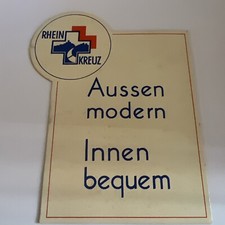 RHEIN
KREUZ
Aussen
modern
Innen
bequem